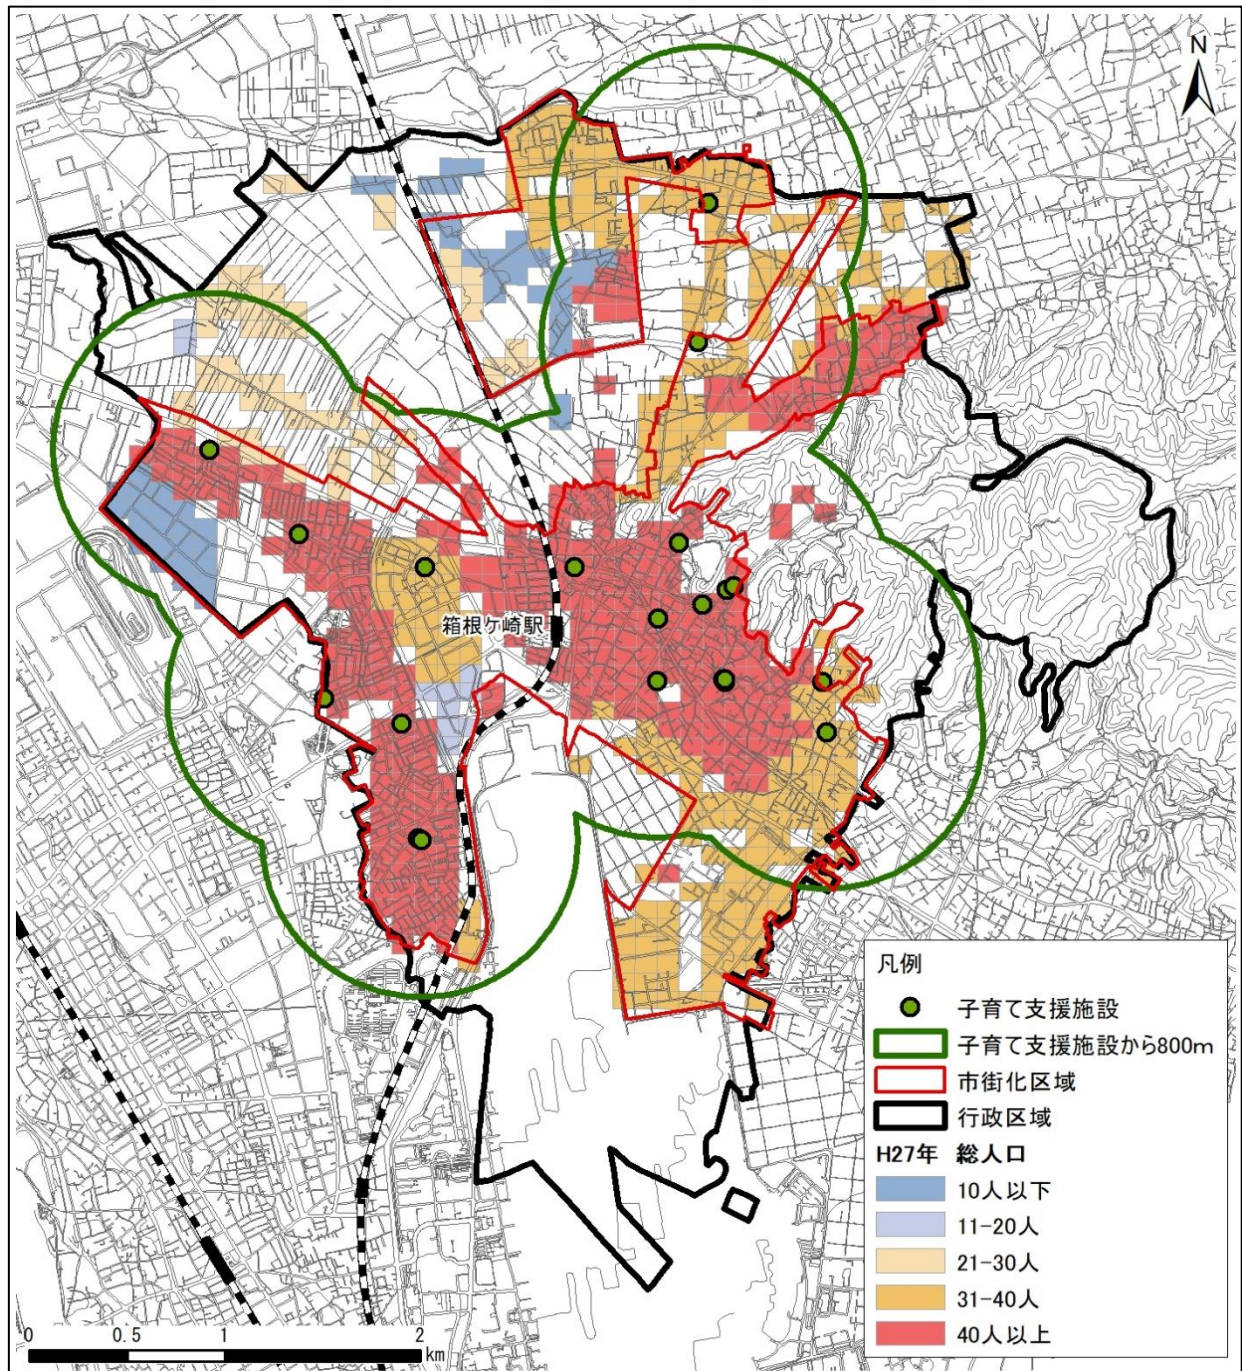 N
箱根ケ崎駅
凡例
子育て支援施設
子育て支援施設から800m
市街化区域
行政区域
H27年 総人口
10人以下
11-20人
21-30人
31-40人
40人以上
0 0.5 1 2
km